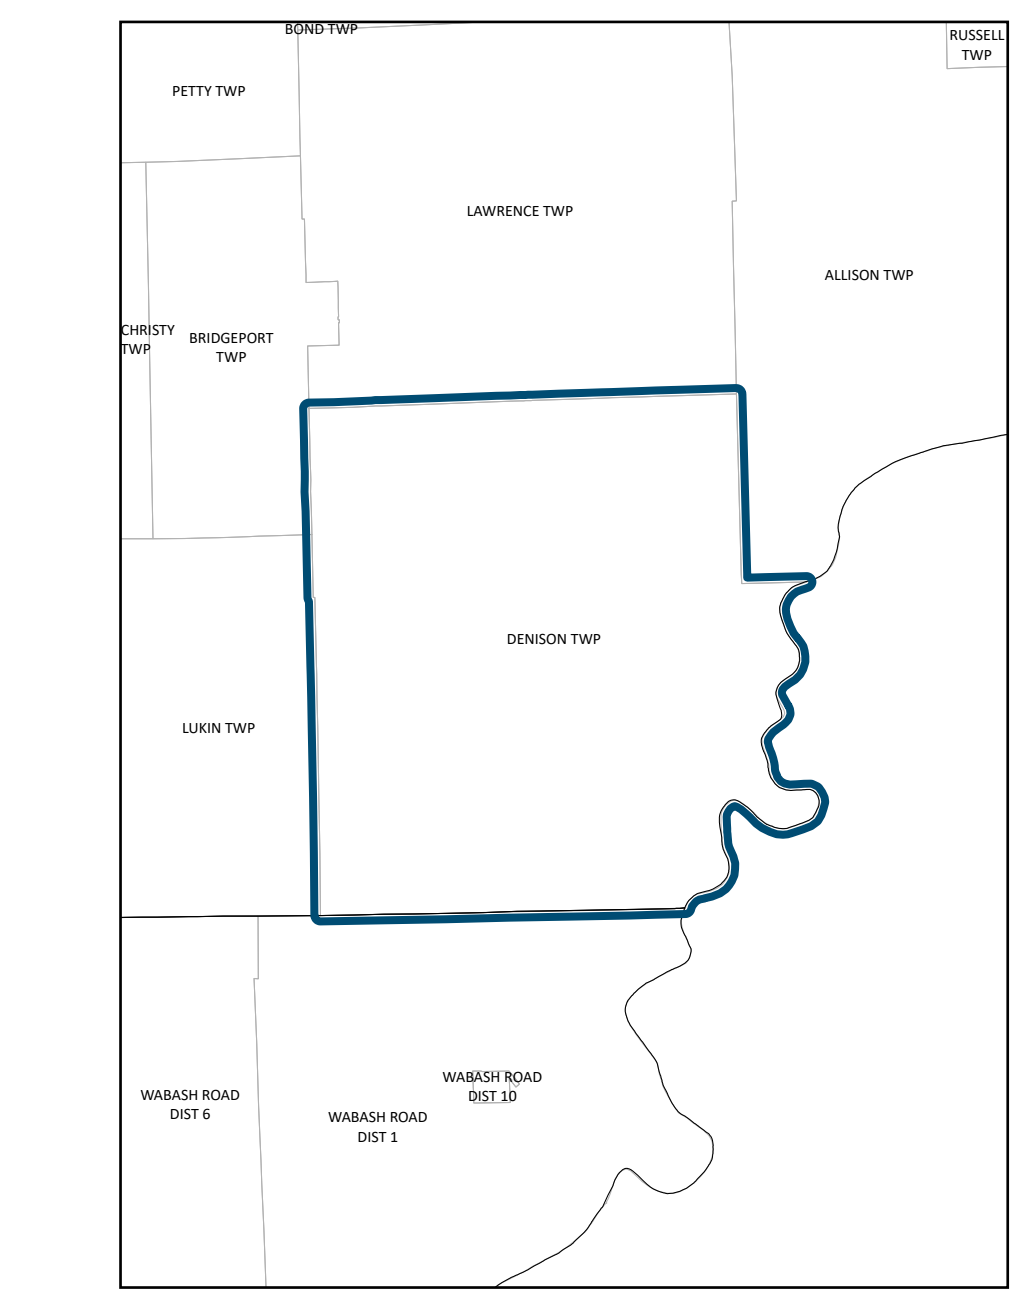 BOND TWP
RUSSELL
TWP
PETTY TWP
LAWRENCE TWP
ALLISON TWP
CHRISTY
TWP
BRIDGEPORT
TWP
DENISON TWP
LUKIN TWP
WABASH ROAD
DIST 10
WABASH ROAD
DIST 6
WABASH ROAD
DIST 1